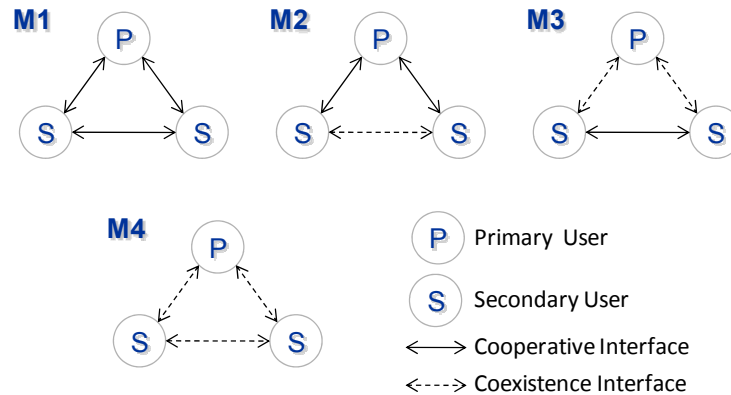 M1
P
S
S
M2
P
S
S
M3
P
S
S
M4
P
S
S
P Primary User
S Secondary User
Cooperative Interface
Coexistence Interface